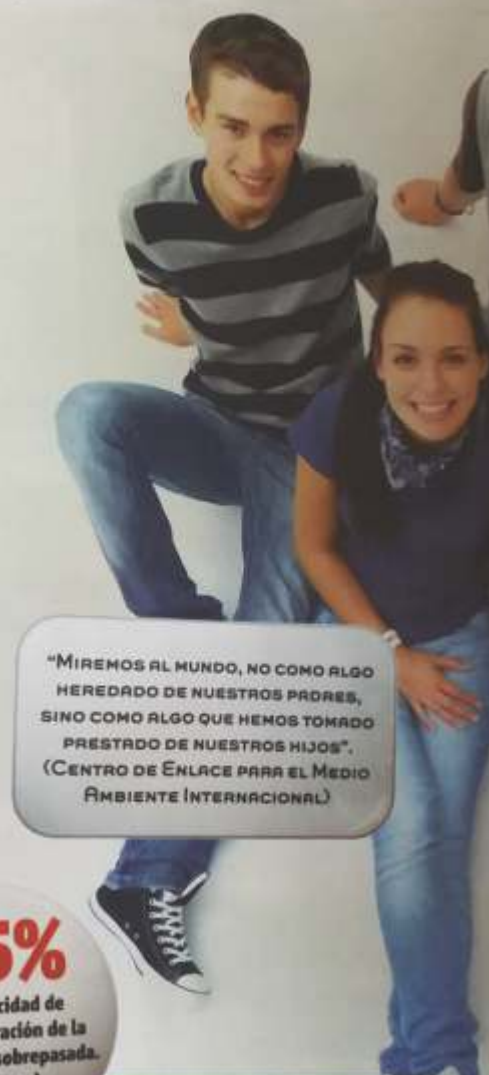 "MIREMOS AL MUNDO, NO COMO ALGO
HEREDADO DE NUESTROS PADRES,
SINO COMO ALGO QUE HEMOS TOMADO
PRESTADO DE NUESTROS HIJOS".
(CENTRO DE ENLACE PARA EL MEDIO
AMBIENTE INTERNACIONAL)
5%
cidad de
ración de la
sobrepasada.